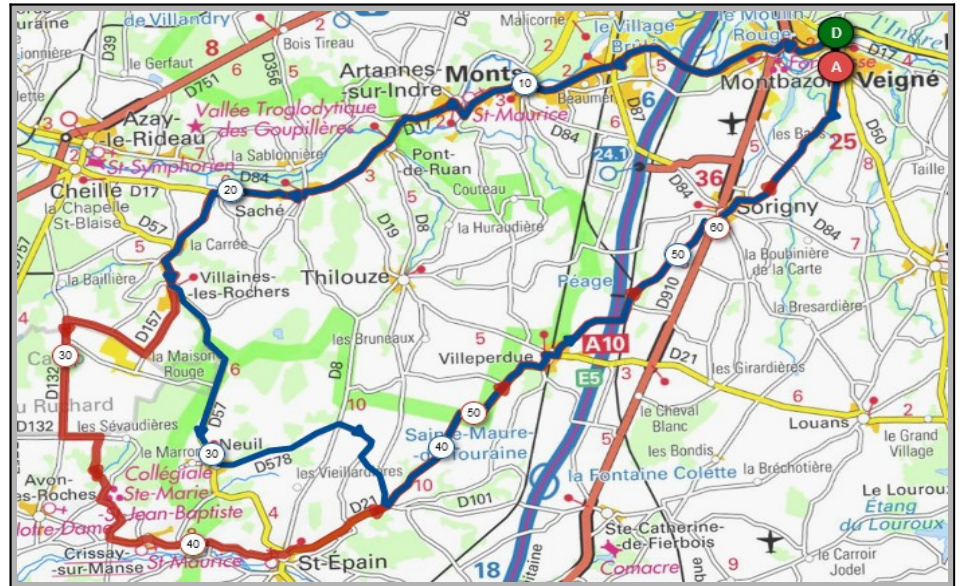 de Villandry
Malicorne
le Village
Brûlé
le Moulin
Rouge
l'Indre
D
D39
8
Bois Tireau
le Gerfaut
D751
D356
Artannes-
-sur-Indre
Monts
10
Montbazon
A
Veigné
D17
Vallée Troglodytique
des Goupillères
St-Maurice
Beaumer
D84
D87
6
D50
Azay-
-le-Rideau
la Sablonnière
St-Symphorien
D17
Pont-
-de-Ruan
24.1
25
Taille
Cheillé
D17
D84
20
Saché
Couteau
36
D84
la Chapelle
St-Blaise
D57
D19
D8
la Huraudière
Sorigny
60
D84
la Carrée
50
la Boubinière
de la Carte
D757
la Baillière
Villaines-
-les-Rochers
Thilouze
Péage
D910
la Bresardière
D157
30
la Maison
Rouge
les Bruneaux
D8
Villeperdue
A10
D21
E5
les Girardières
D132
u Ruchard
D57
10
50
le Cheval
Blanc
Louans
le Grand
Village
D132
les Sévaudières
Neuil
30
D578
Sainte-Maure-
-de-Touraine
40
les Bondis
la Bréchotière
Avon-
-les-Roches
Collégiale
Ste-Marie
St-Jean-Baptiste
les Vieillardières
D21
10
D101
la Fontaine Colette
Le Louroux
Étang
du Louroux
Notre-Dame
Crissay-
-sur-Manse
St-Maurice
40
St-Épain
Ste-Catherine-
-de-Fierbois
Comacre
le Carroir
Jodel
18
9